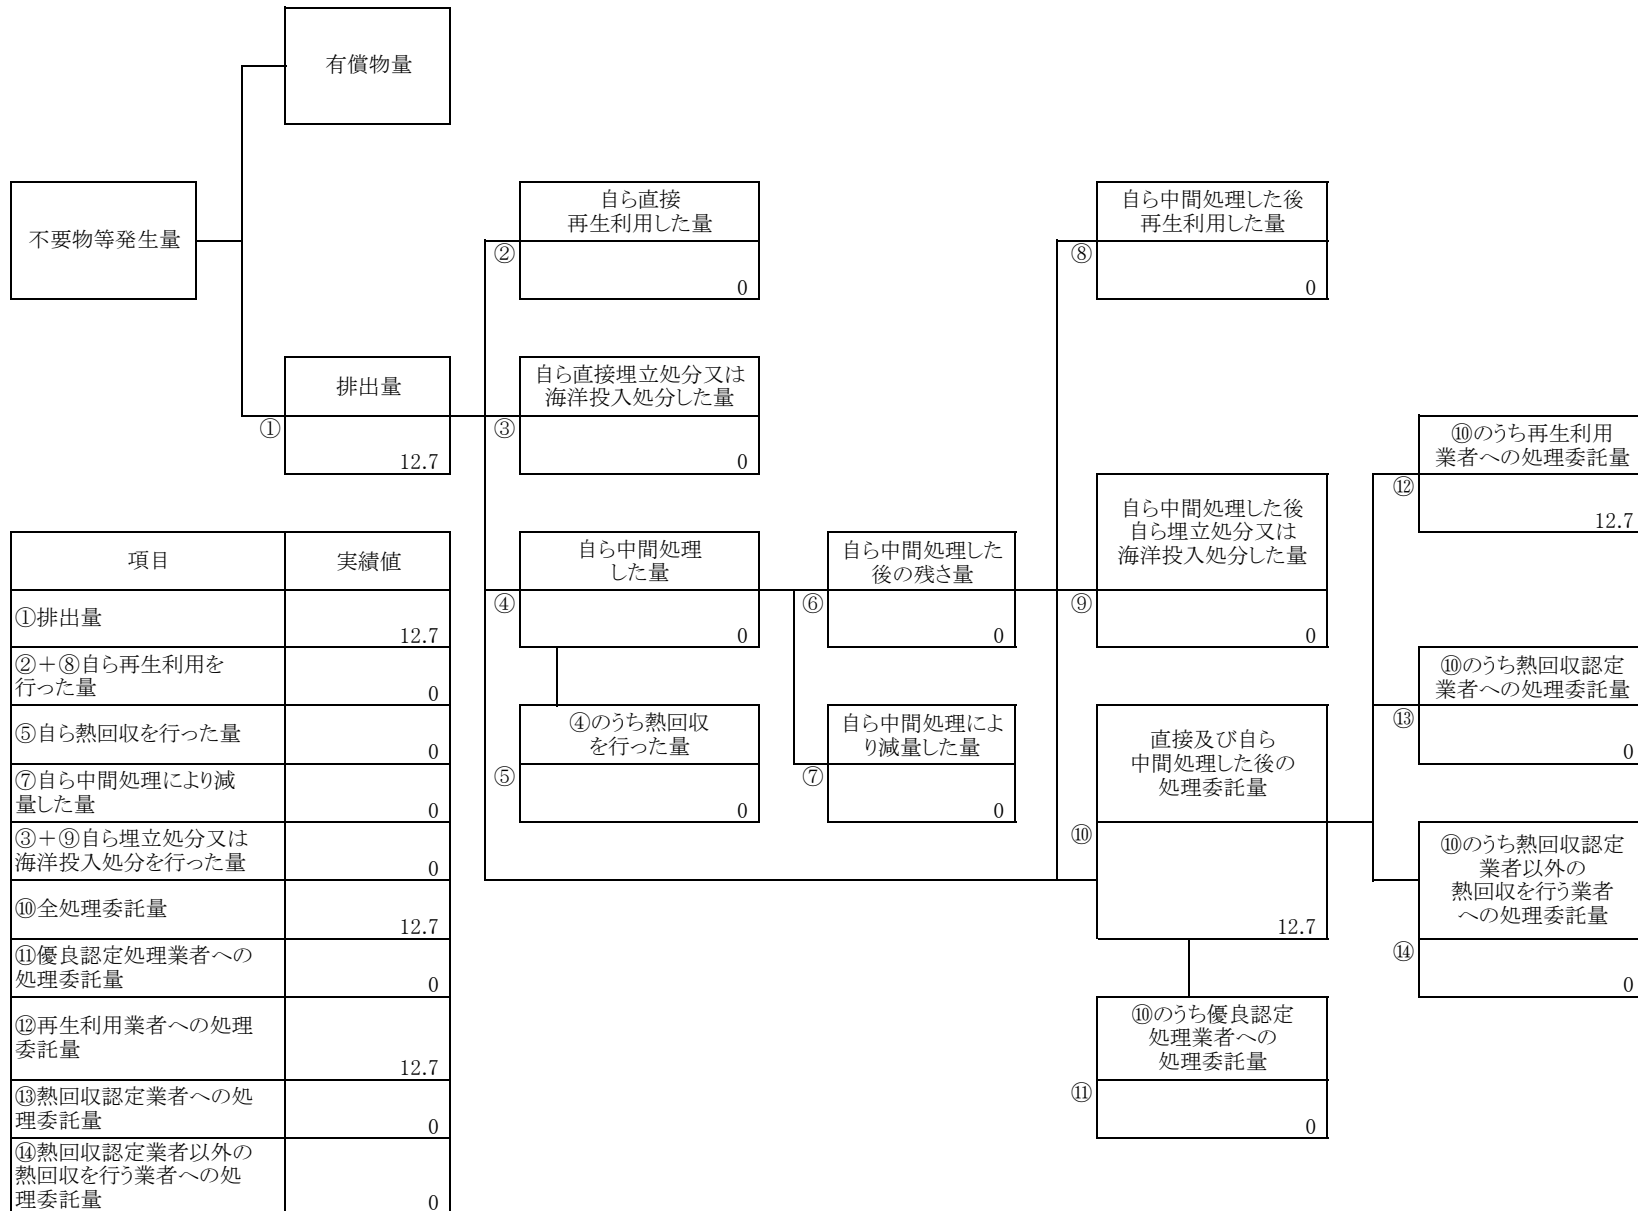 有償物量
不要物等発生量
自ら直接
再生利用した量
②
0
自ら中間処理した後
再生利用した量
⑧
0
排出量
①
12.7
自ら直接埋立処分又は
海洋投入処分した量
③
0
⑩のうち再生利用
業者への処理委託量
⑫
12.7
自ら中間処理した後
自ら埋立処分又は
海洋投入処分した量
⑨
0
自ら中間処理
した量
④
0
自ら中間処理した
後の残さ量
⑥
0
⑩のうち熱回収認定
業者への処理委託量
⑬
0
④のうち熱回収
を行った量
⑤
0
自ら中間処理によ
り減量した量
⑦
0
直接及び自ら
中間処理した後の
処理委託量
⑩
12.7
⑩のうち熱回収認定
業者以外の
熱回収を行う業者
への処理委託量
⑭
0
⑩のうち優良認定
処理業者への
処理委託量
⑪
0
項目 実績値
①排出量
12.7
②+⑧自ら再生利用を
行った量
0
⑤自ら熱回収を行った量
0
⑦自ら中間処理により減
量した量
0
③+⑨自ら埋立処分又は
海洋投入処分を行った量
0
⑩全処理委託量
12.7
⑪優良認定処理業者への
処理委託量
0
⑫再生利用業者への処理
委託量
12.7
⑬熱回収認定業者への処
理委託量
0
⑭熱回収認定業者以外の
熱回収を行う業者への処
理委託量
0